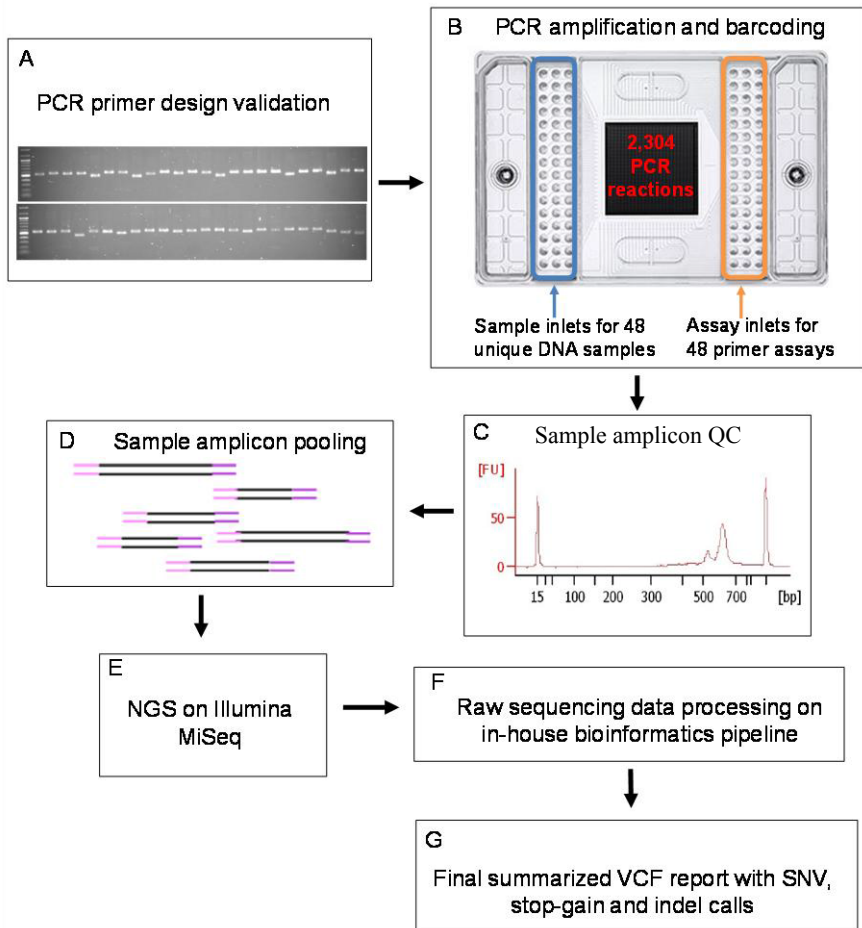 A
PCR primer design validation
B
PCR amplification and barcoding
2,304
PCR
reactions
Sample inlets for 48
unique DNA samples
Assay inlets for
48 primer assays
C
Sample amplicon QC
[FU]
50
0
15 100 200 300 500 700 [bp]
D
Sample amplicon pooling
E
NGS on Illumina
MiSeq
F
Raw sequencing data processing on
in-house bioinformatics pipeline
G
Final summarized VCF report with SNV,
stop-gain and indel calls